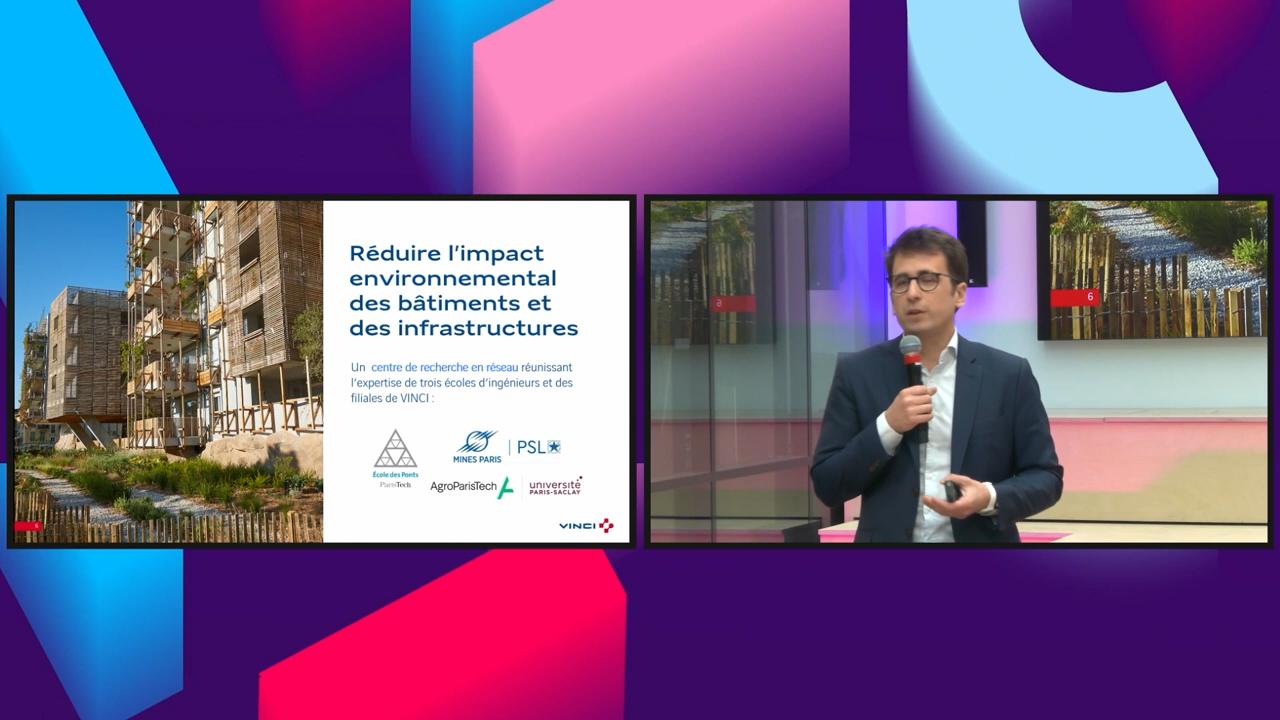 Réduire l'impact
environnemental
des bâtiments et
des infrastructures
Un centre de recherche en réseau réunissant
l'expertise de trois écoles d'ingénieurs et des
filiales de VINCI :
École des Ponts
ParisTech
MINES PARIS
PSL
AgroParisTech
université
PARIS-SACLAY
VINCI
6
6
6